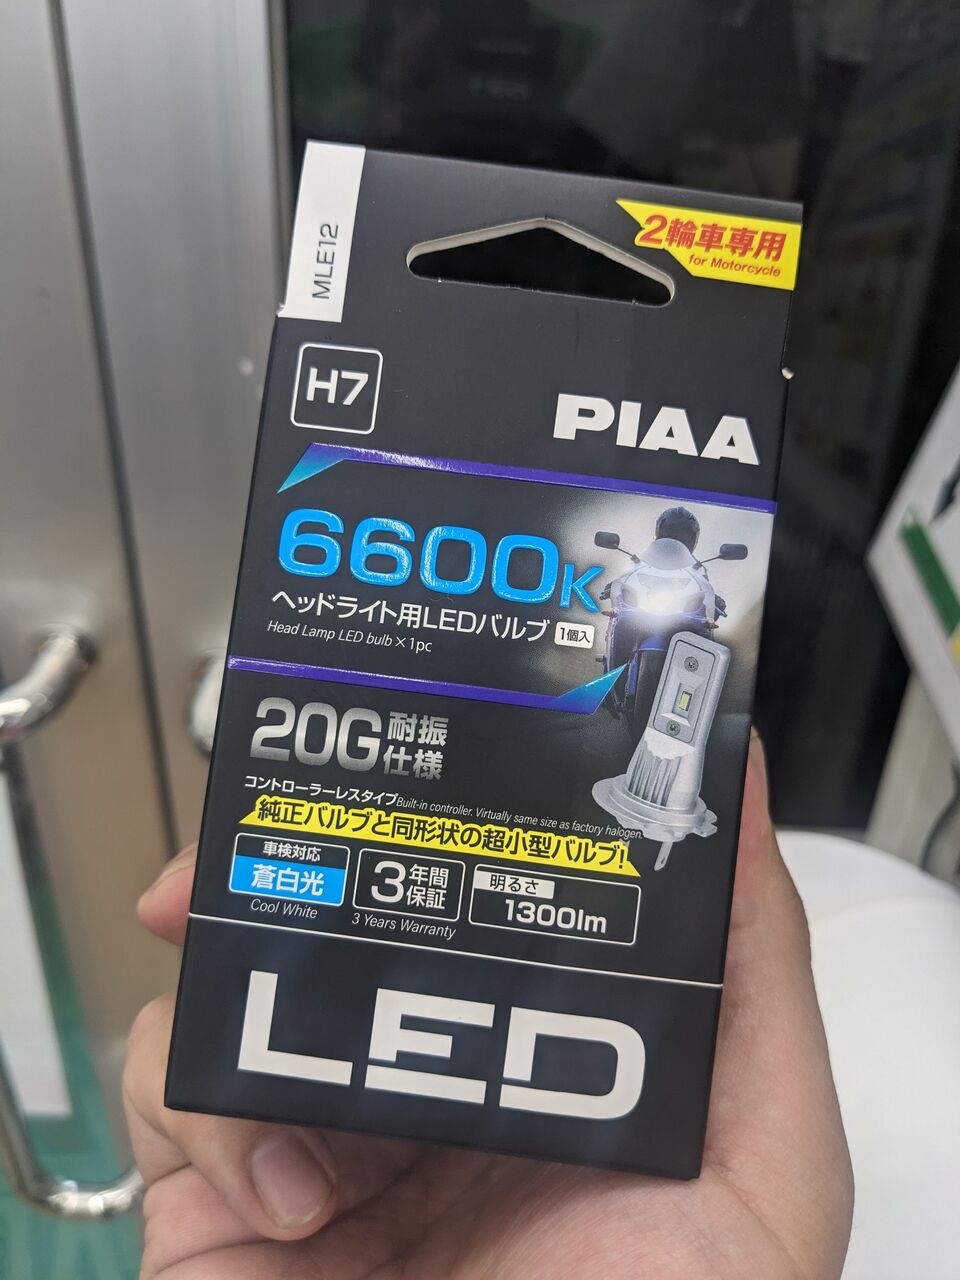 MLE12
2輪車専用
for Motorcycle
H7
PIAA
6600K
ヘッドライト用LEDバルブ 1個入
Head Lamp LED bulb×1pc
20G耐振仕様
コントローラーレスタイプ Built-in controller. Virtually same size as factory halogen.
純正バルブと同形状の超小型バルブ!
車検対応
蒼白光
Cool White
3年間保証
3 Years Warranty
明るさ
1300lm
LED